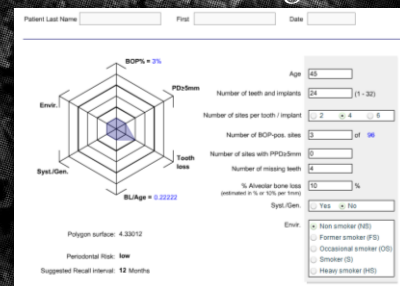 Patient Last Name First Date
BOP% = 3%
PD≥5mm
Tooth
loss
BL/Age = 0.22222
Syst./Gen.
Envir.
Polygon surface: 4.33012
Periodontal Risk: low
Suggested Recall Interval: 12 Months
Age 45
Number of teeth and implants 24 (1 - 32)
Number of sites per tooth / implant 2 4 6
Number of BOP-pos. sites 3 of 96
Number of sites with PPD≥5mm 0
Number of missing teeth 4
% Alveolar bone loss 10 %
(estimated in % or 10% per 1mm)
Syst./Gen. Yes No
Envir. Non smoker (NS)
Former smoker (FS)
Occasional smoker (OS)
Smoker (S)
Heavy smoker (HS)